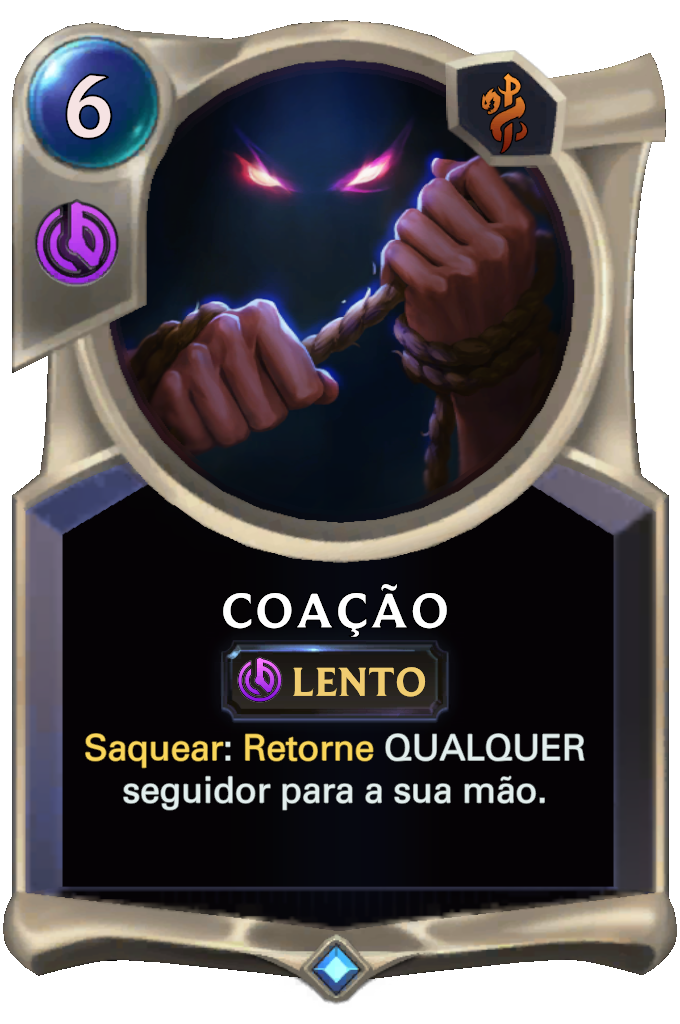 6
COAÇÃO
LENTO
Saquear: Retorne QUALQUER
seguidor para a sua mão.